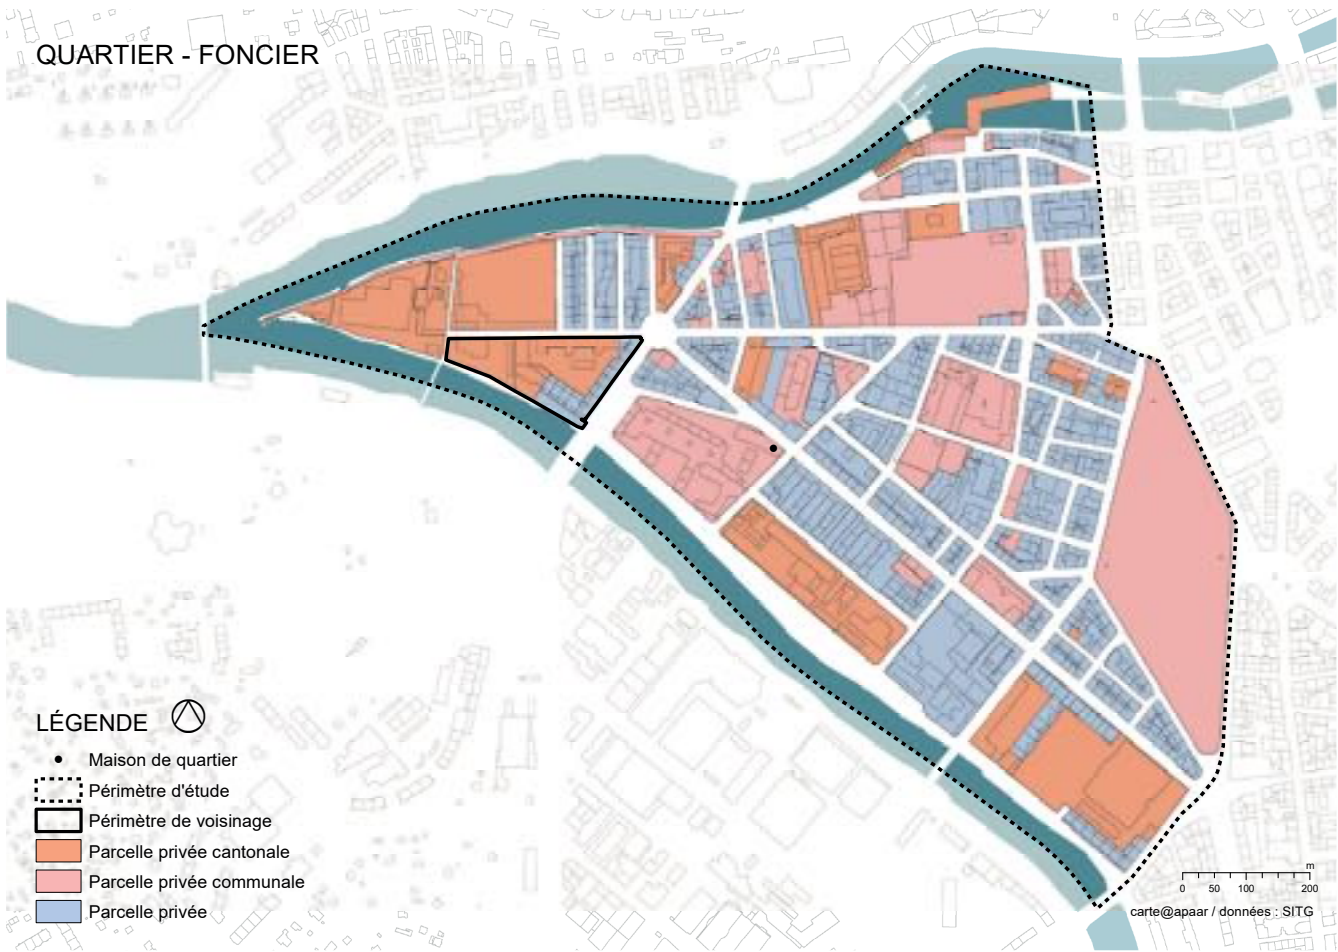 QUARTIER - FONCIER
LÉGENDE
Maison de quartier
Périmètre d'étude
Périmètre de voisinage
Parcelle privée cantonale
Parcelle privée communale
Parcelle privée
m
0 50 100 200
carte@apaar / données : SITG